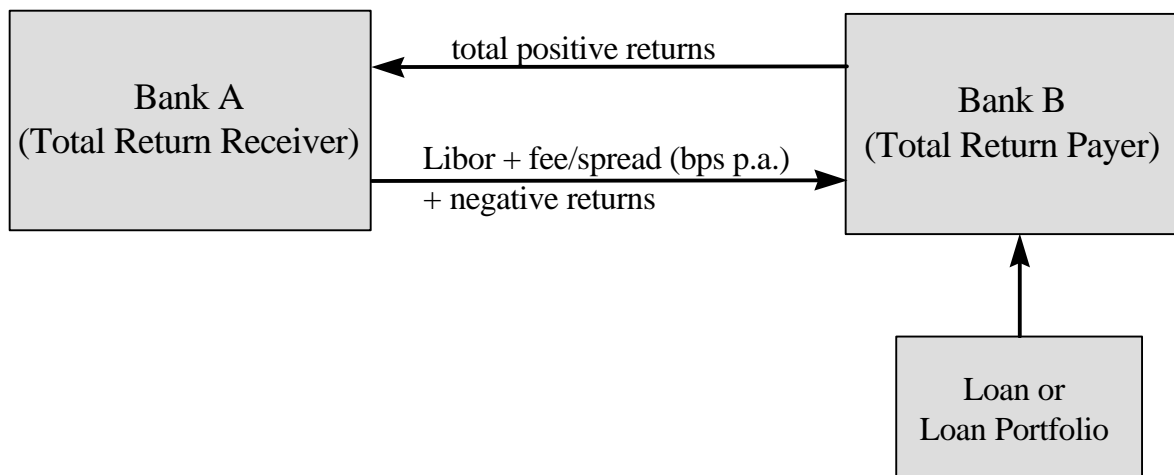 total positive returns
Bank A
(Total Return Receiver)
Bank B
(Total Return Payer)
Libor + fee/spread (bps p.a.)
+ negative returns
Loan or
Loan Portfolio